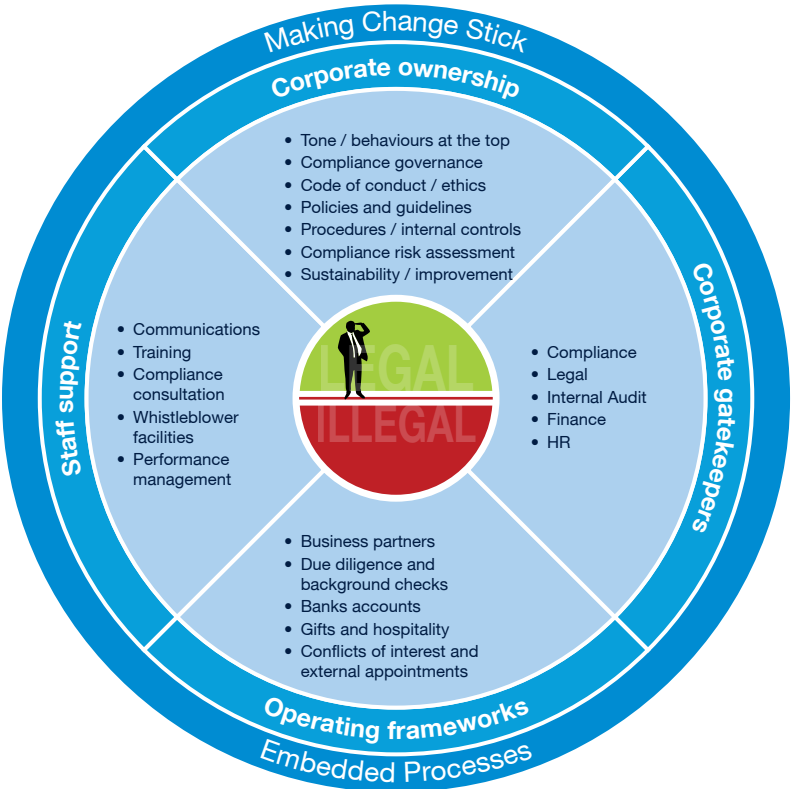 Making Change Stick
Corporate ownership
• Tone / behaviours at the top
• Compliance governance
• Code of conduct / ethics
• Policies and guidelines
• Procedures / internal controls
• Compliance risk assessment
• Sustainability / improvement
Staff support
• Communications
• Training
• Compliance
consultation
• Whistleblower
facilities
• Performance
management
LEGAL
ILLEGAL
• Compliance
• Legal
• Internal Audit
• Finance
• HR
Corporate gatekeepers
• Business partners
• Due diligence and
background checks
• Banks accounts
• Gifts and hospitality
• Conflicts of interest and
external appointments
Operating frameworks
Embedded Processes